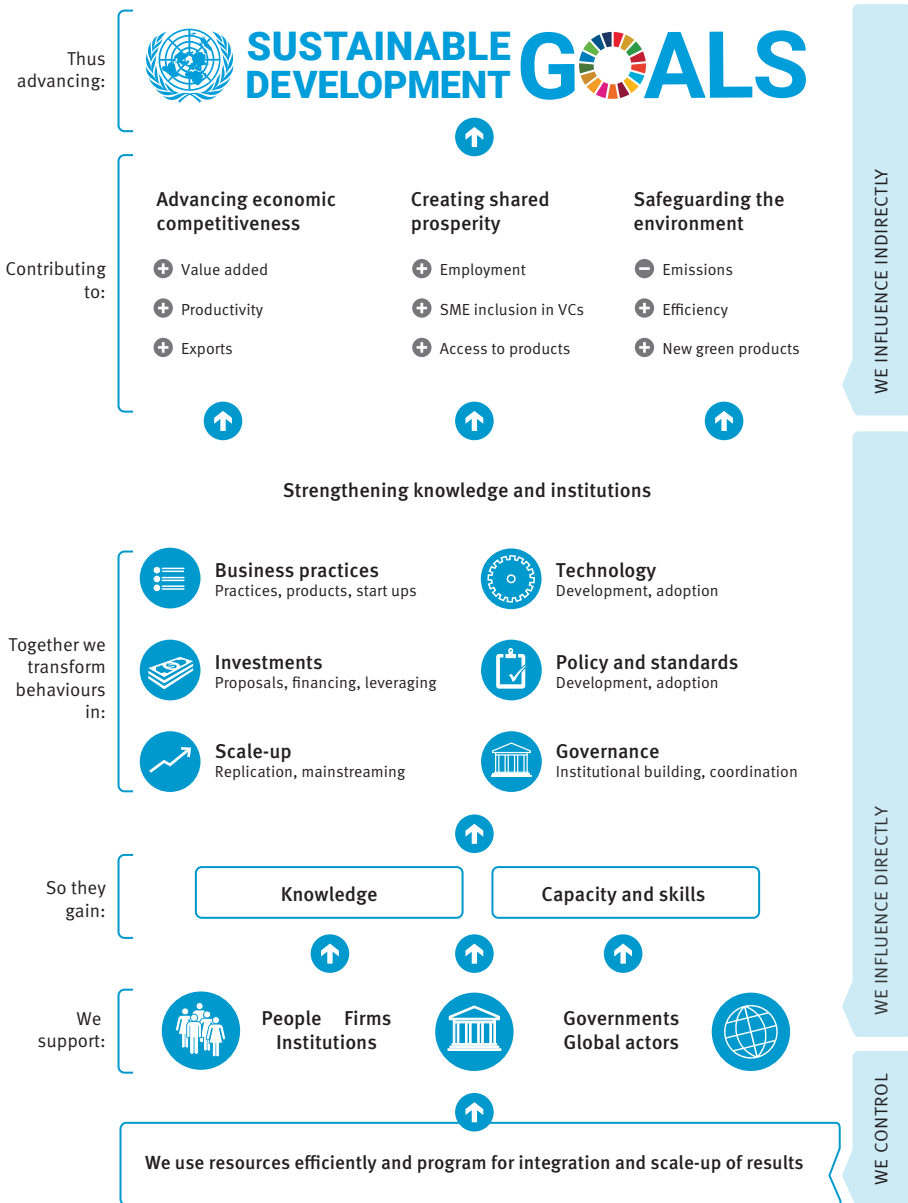 Thus
advancing:
SUSTAINABLE
DEVELOPMENT
GOALS
Contributing
to:
Advancing economic
competitiveness
Value added
Productivity
Exports
Creating shared
prosperity
Employment
SME inclusion in VCs
Access to products
Safeguarding the
environment
Emissions
Efficiency
New green products
WE INFLUENCE INDIRECTLY
Strengthening knowledge and institutions
Together we
transform
behaviours
in:
Business practices
Practices, products, start ups
Technology
Development, adoption
Investments
Proposals, financing, leveraging
Policy and standards
Development, adoption
Scale-up
Replication, mainstreaming
Governance
Institutional building, coordination
So they
gain:
Knowledge
Capacity and skills
We
support:
People Firms
Institutions
Governments
Global actors
WE INFLUENCE DIRECTLY
We use resources efficiently and program for integration and scale-up of results
WE CONTROL